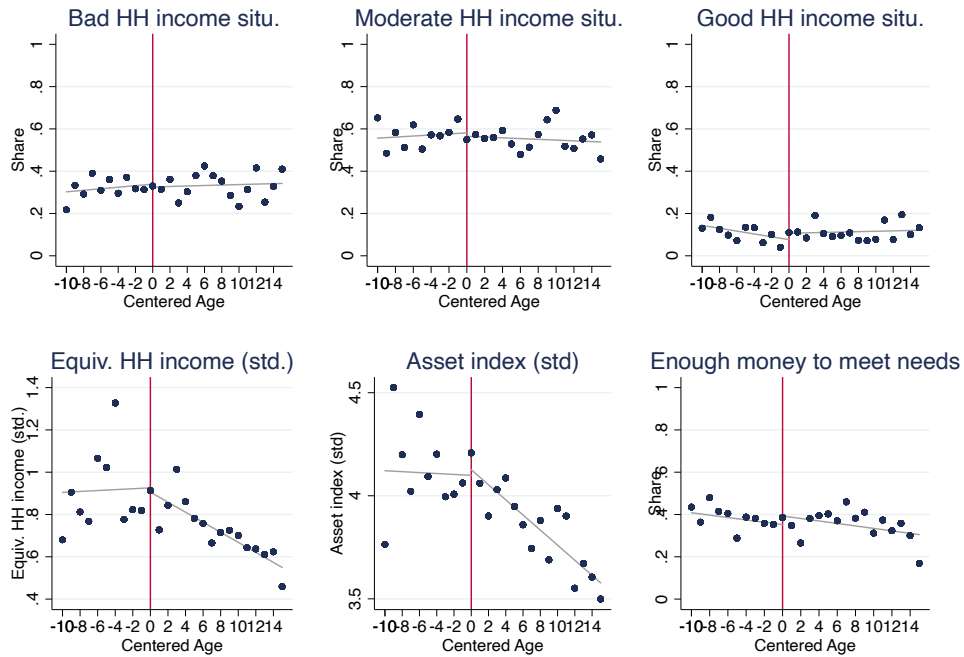 Bad HH income situ.
Share
0 .2 .4 .6 .8 1
-10-8 -6 -4 -2 0 2 4 6 8 101214
Centered Age
Moderate HH income situ.
Share
0 .2 .4 .6 .8 1
-10-8 -6 -4 -2 0 2 4 6 8 101214
Centered Age
Good HH income situ.
Share
0 .2 .4 .6 .8 1
-10-8 -6 -4 -2 0 2 4 6 8 101214
Centered Age
Equiv. HH income (std.)
Equiv. HH income (std.)
.4 .6 .8 1 1.2 1.4
-10-8 -6 -4 -2 0 2 4 6 8 101214
Centered Age
Asset index (std)
Asset index (std)
3.5 4 4.5
-10-8 -6 -4 -2 0 2 4 6 8 101214
Centered Age
Enough money to meet needs
Share
0 .2 .4 .6 .8 1
-10-8 -6 -4 -2 0 2 4 6 8 101214
Centered Age